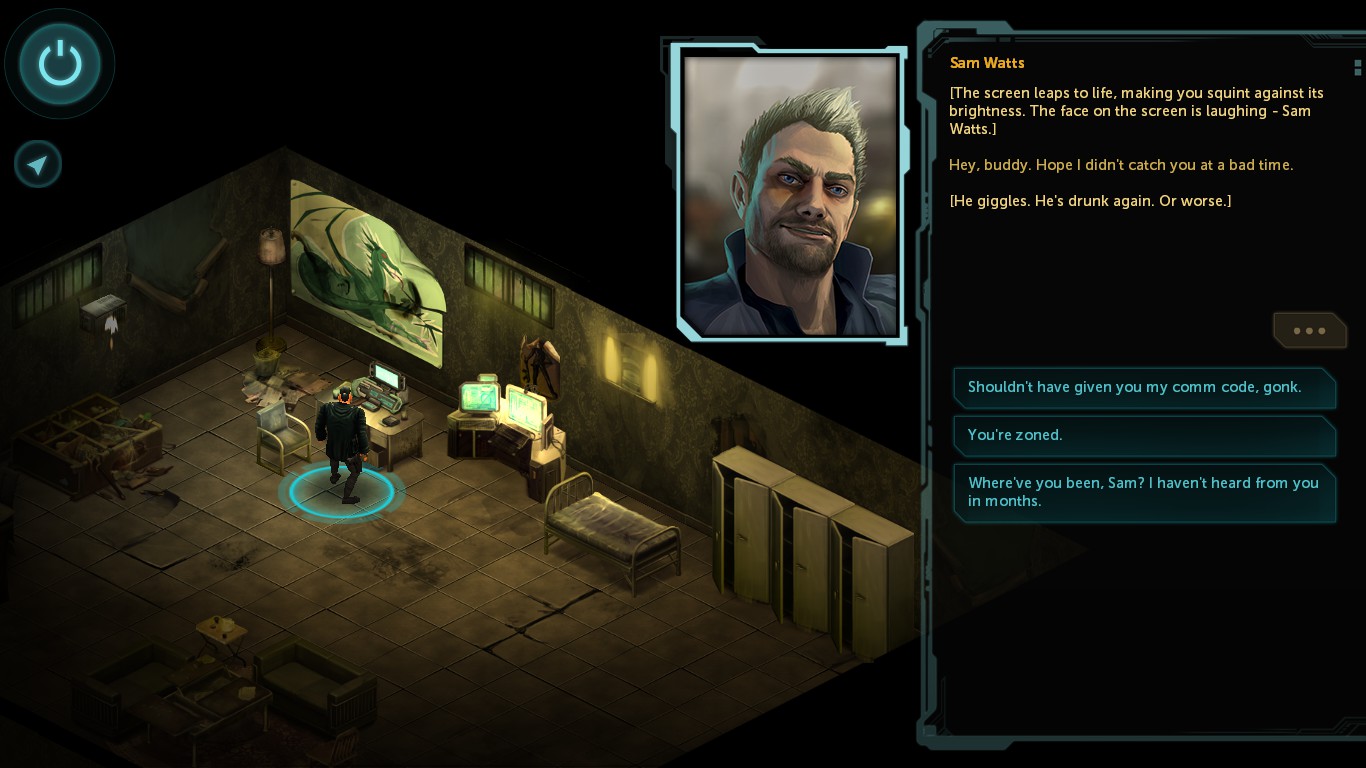 Sam Watts
[The screen leaps to life, making you squint against its
brightness. The face on the screen is laughing - Sam
Watts.]
Hey, buddy. Hope I didn't catch you at a bad time.
[He giggles. He's drunk again. Or worse.]
Shouldn't have given you my comm code, gonk.
You're zoned.
Where've you been, Sam? I haven't heard from you
in months.